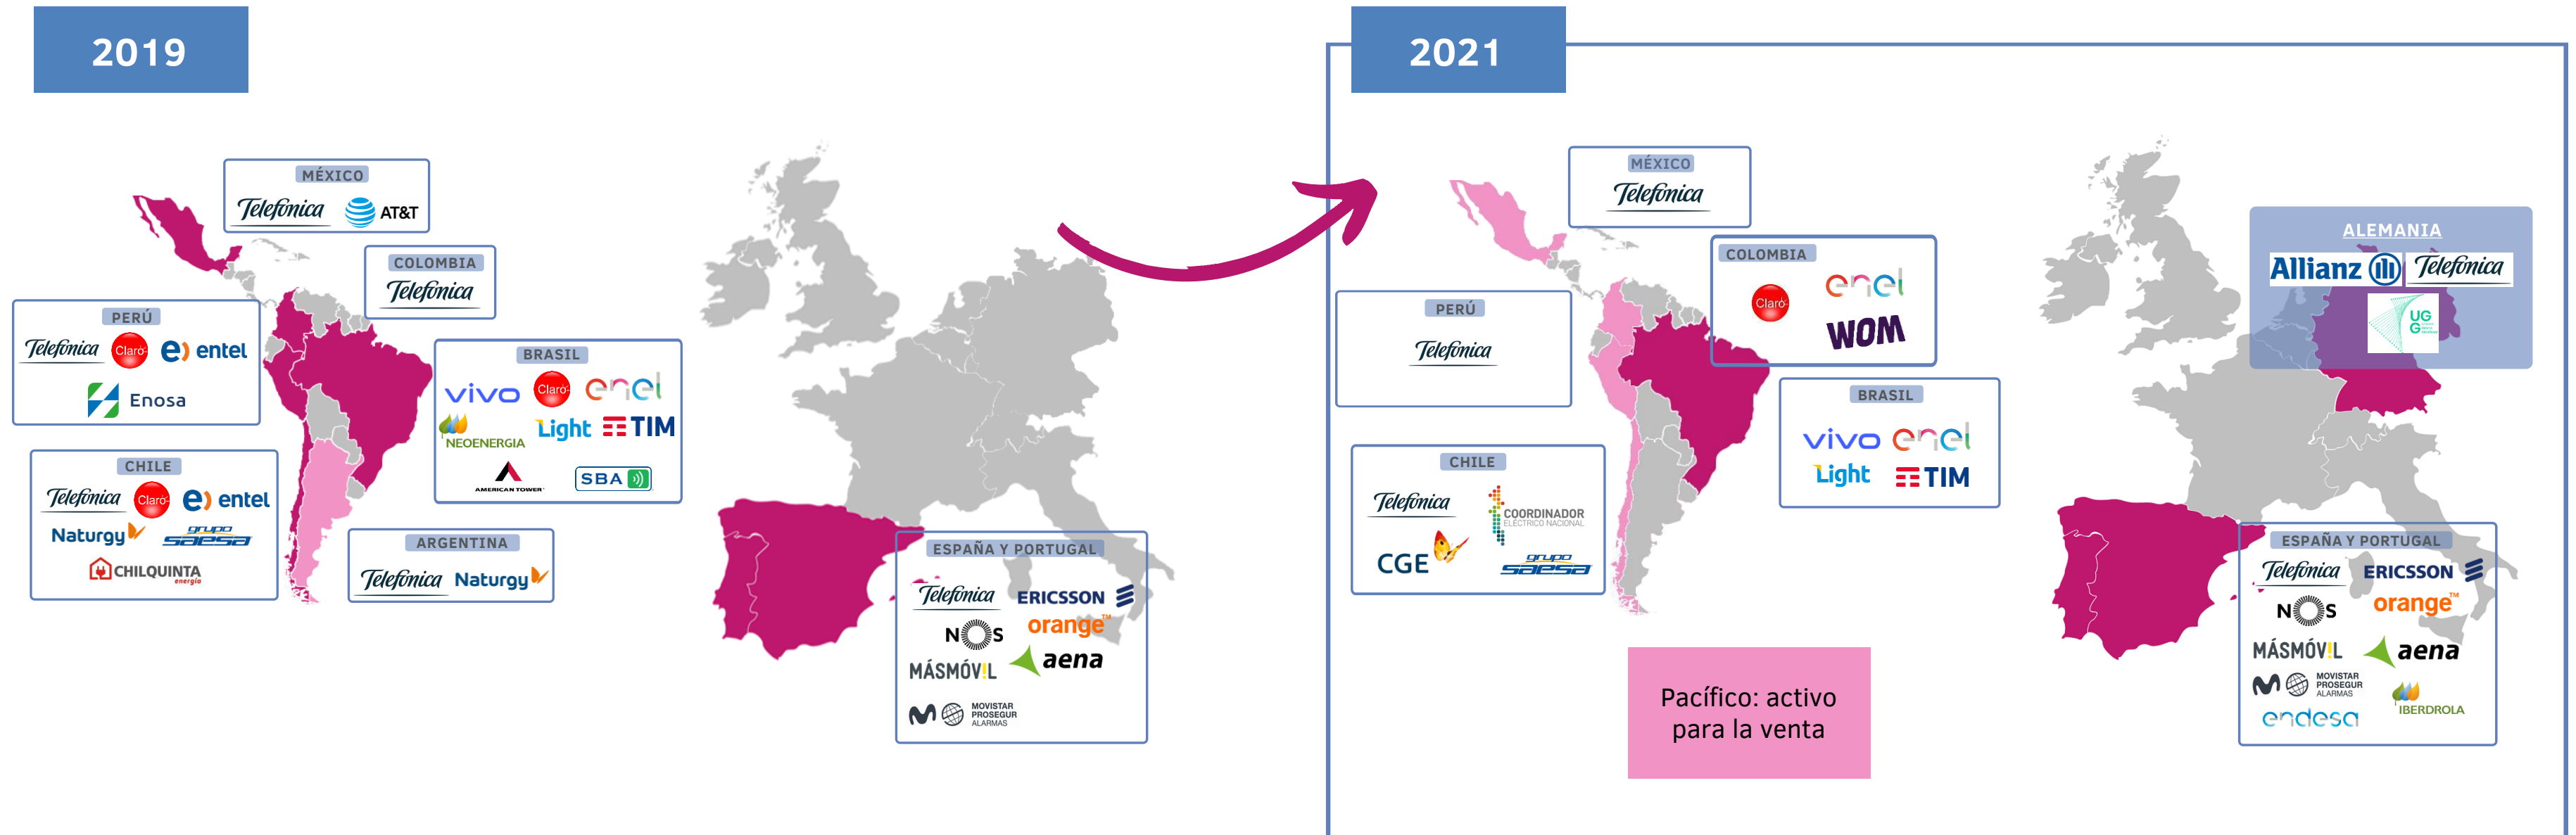 2019
MÉXICO
Telefónica AT&T
COLOMBIA
Telefónica
PERÚ
Telefónica Claro- e) entel
Enosa
BRASIL
vivo Claro- enel
NEOENERGIA Light TIM
AMERICAN TOWER SBA
CHILE
Telefónica Claro- e) entel
Naturgy grupo saesa
CHILQUINTA energía
ARGENTINA
Telefónica Naturgy
ESPAÑA Y PORTUGAL
Telefónica ERICSSON
NOS orange™
MÁSMÓV!L aena
MOVISTAR
PROSEGUR
ALARMAS
2021
MÉXICO
Telefónica
COLOMBIA
Claro- enel
WOM
PERÚ
Telefónica
BRASIL
vivo enel
Light TIM
CHILE
Telefónica
COORDINADOR
ELÉCTRICO NACIONAL
CGE grupo saesa
Pacífico: activo
para la venta
ALEMANIA
Allianz Telefónica
UG
G
ESPAÑA Y PORTUGAL
Telefónica ERICSSON
NOS orange™
MÁSMÓV!L aena
MOVISTAR
PROSEGUR
ALARMAS
IBERDROLA
endesa